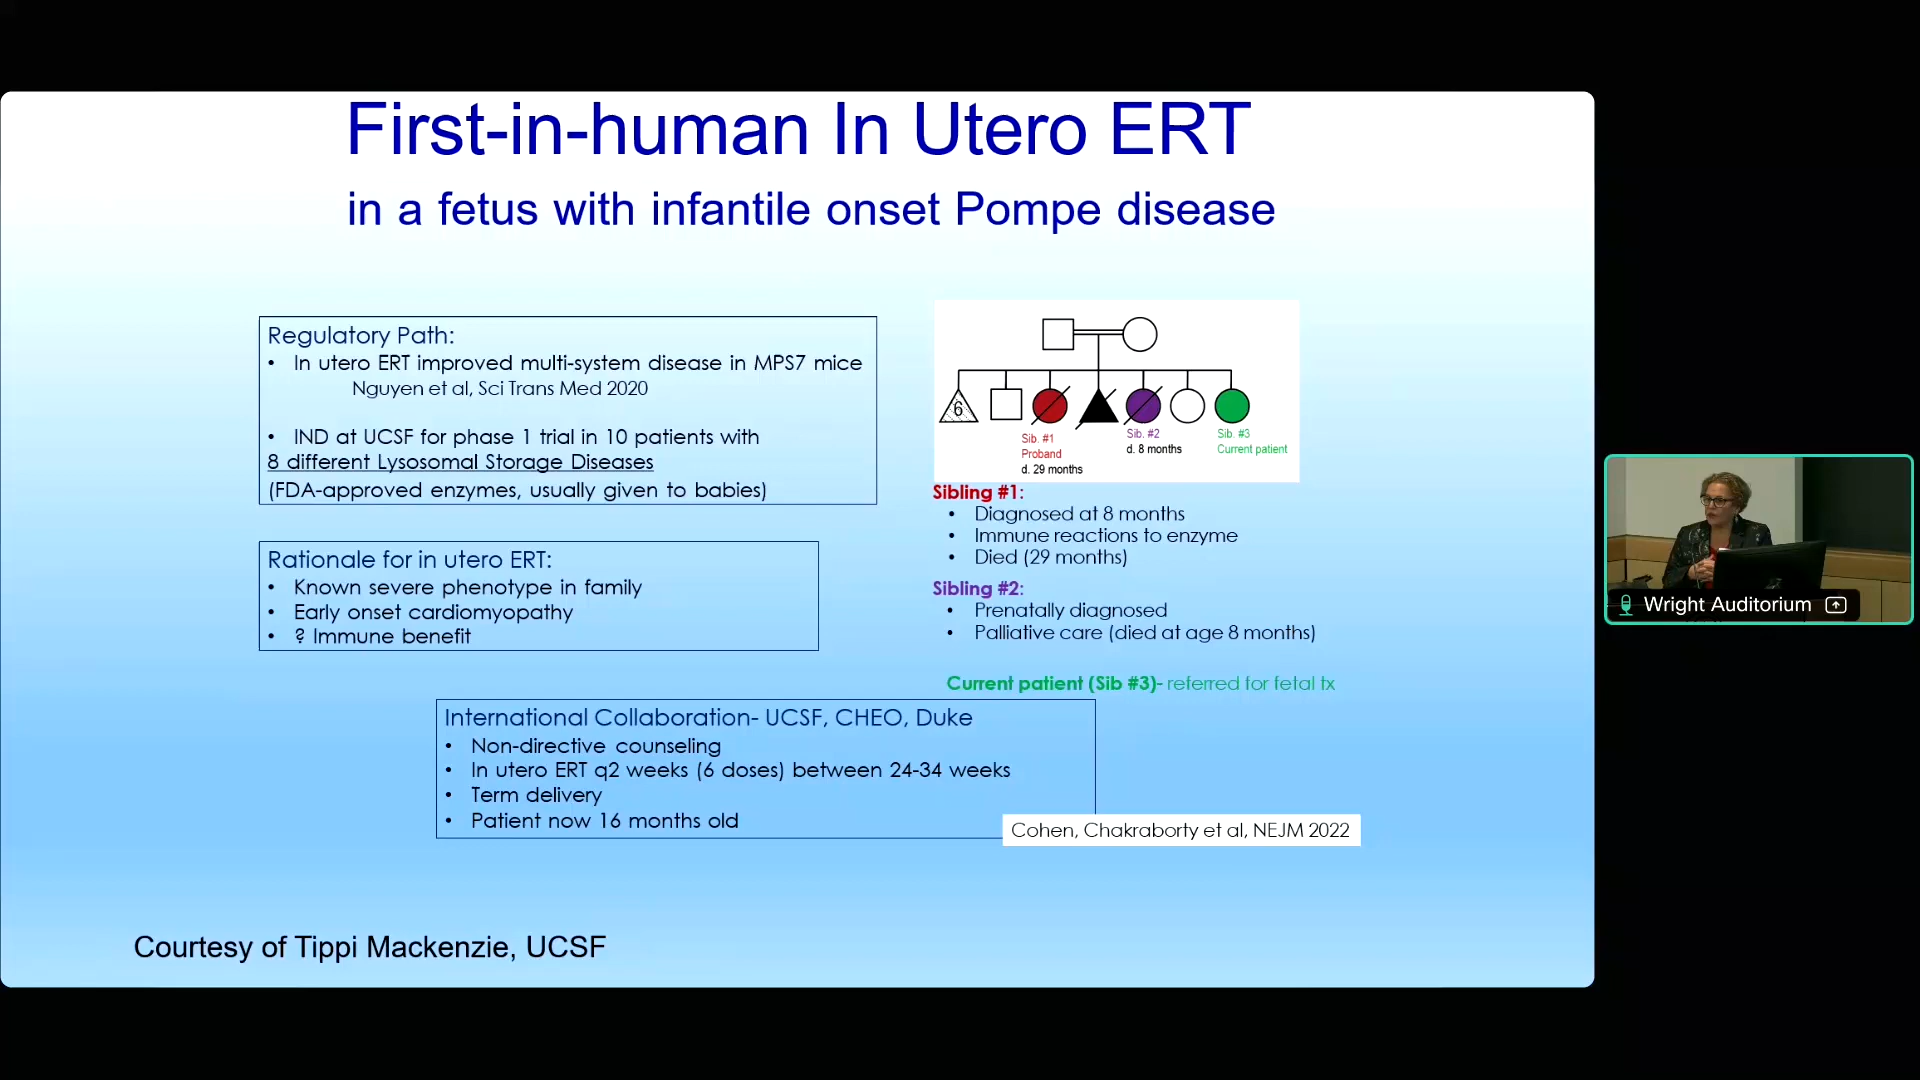 First-in-human In Utero ERT
in a fetus with infantile onset Pompe disease
Regulatory Path:
• In utero ERT improved multi-system disease in MPS7 mice
Nguyen et al, Sci Trans Med 2020
• IND at UCSF for phase 1 trial in 10 patients with
8 different Lysosomal Storage Diseases
(FDA-approved enzymes, usually given to babies)
Rationale for in utero ERT:
• Known severe phenotype in family
• Early onset cardiomyopathy
• ? Immune benefit
6
Sib. #1
Proband
d. 29 months
Sib. #2
d. 8 months
Sib. #3
Current patient
Sibling #1:
• Diagnosed at 8 months
• Immune reactions to enzyme
• Died (29 months)
Sibling #2:
• Prenatally diagnosed
• Palliative care (died at age 8 months)
Current patient (Sib #3)- referred for fetal tx
International Collaboration- UCSF, CHEO, Duke
• Non-directive counseling
• In utero ERT q2 weeks (6 doses) between 24-34 weeks
• Term delivery
• Patient now 16 months old
Cohen, Chakraborty et al, NEJM 2022
Courtesy of Tippi Mackenzie, UCSF
Wright Auditorium